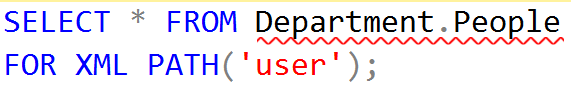 SELECT * FROM Department.People
FOR XML PATH('user');